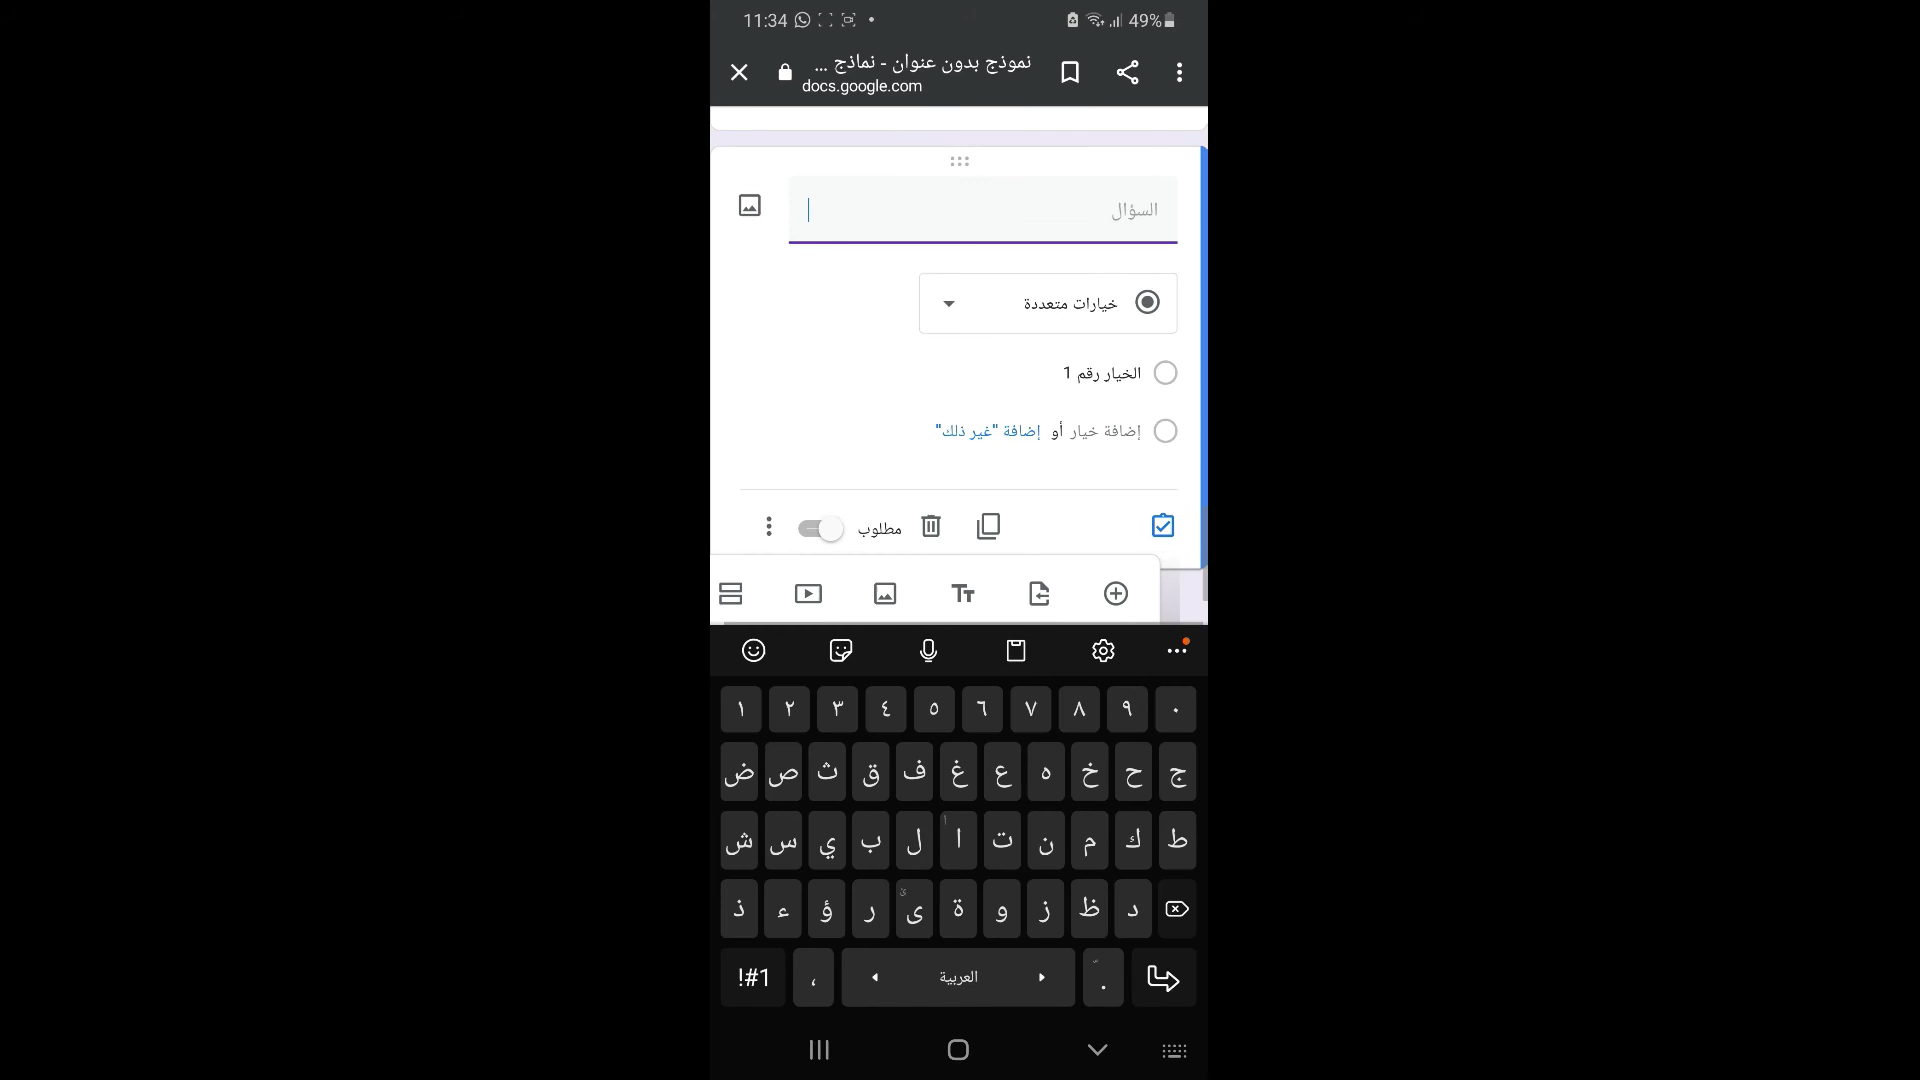 11:34
49%
نموذج بدون عنوان - نماذج ...
docs.google.com
السؤال
خيارات متعددة
الخيار رقم 1
إضافة خيار أو إضافة "غير ذلك"
مطلوب
Tт
١ ٢ ٣ ٤ ٥ ٦ ٧ ٨ ٩ ٠
ض ص ث ق ف غ ع ه خ ح ج
ش س ي ب ل ا ت ن م ك ط
ذ ء ؤ ر ى ة و ز ظ د
!#1 ، العربية .